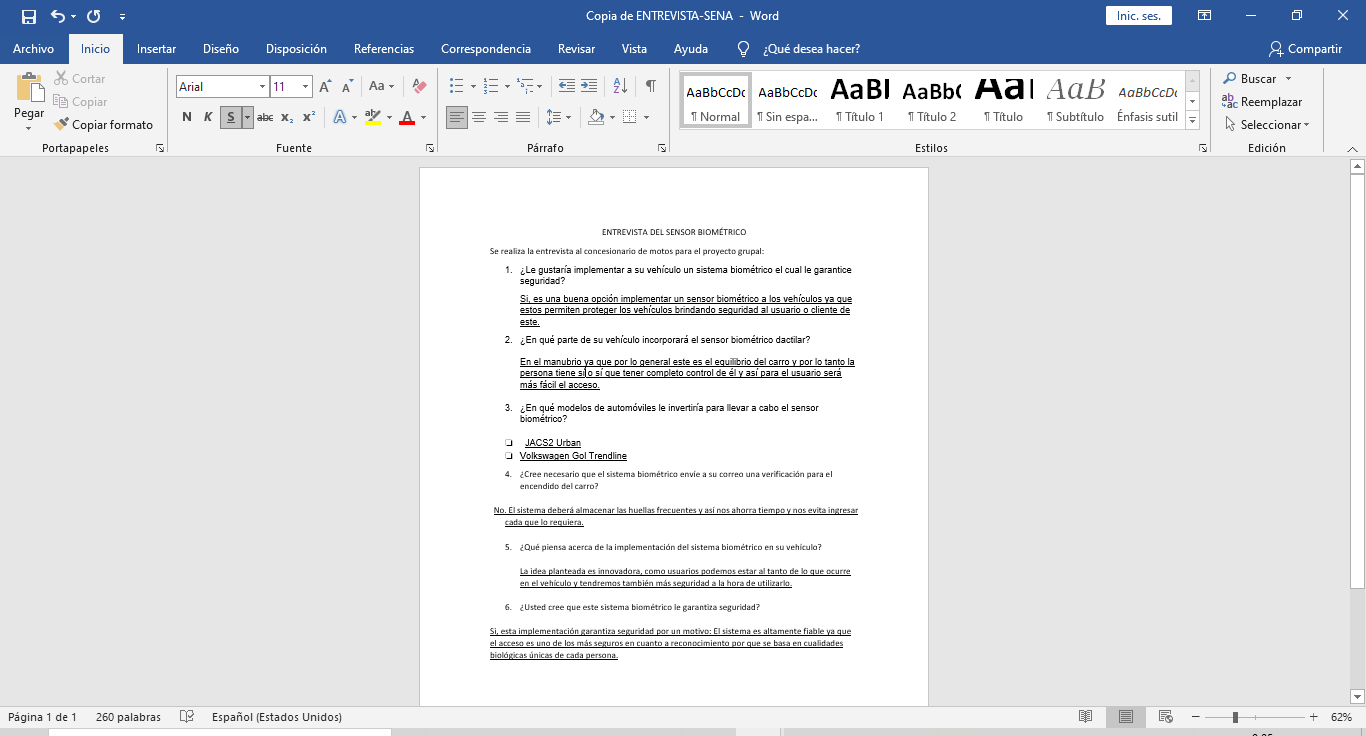 Copia de ENTREVISTA-SENA - Word
Inic. ses.
Archivo Inicio Insertar Diseño Disposición Referencias Correspondencia Revisar Vista Ayuda ¿Qué desea hacer? Compartir
Pegar
Cortar
Copiar
Copiar formato
Portapapeles
Arial 11
Aa
N K S abc x₂ x²
A aby A
Fuente
Párrafo
AaBbCcDc AaBbCcDc AaBl AaBb( Aal AaB AaBbCcDc
¶ Normal ¶ Sin espa... ¶ Título 1 ¶ Título 2 ¶ Título ¶ Subtítulo Énfasis sutil
Estilos
Buscar
Reemplazar
Seleccionar
Edición
ENTREVISTA DEL SENSOR BIOMÉTRICO
Se realiza la entrevista al concesionario de motos para el proyecto grupal:
1. ¿Le gustaría implementar a su vehículo un sistema biométrico el cual le garantice
seguridad?
Si, es una buena opción implementar un sensor biométrico a los vehículos ya que
estos permiten proteger los vehículos brindando seguridad al usuario o cliente de
este.
2. ¿En qué parte de su vehículo incorporará el sensor biométrico dactilar?
En el manubrio ya que por lo general este es el equilibrio del carro y por lo tanto la
persona tiene si o sí que tener completo control de él y así para el usuario será
más fácil el acceso.
3. ¿En qué modelos de automóviles le invertiría para llevar a cabo el sensor
biométrico?
❏ JACS2 Urban
❏ Volkswagen Gol Trendline
4. ¿Cree necesario que el sistema biométrico envíe a su correo una verificación para el
encendido del carro?
No. El sistema deberá almacenar las huellas frecuentes y así nos ahorra tiempo y nos evita ingresar
cada que lo requiera.
5. ¿Qué piensa acerca de la implementación del sistema biométrico en su vehículo?
La idea planteada es innovadora, como usuarios podemos estar al tanto de lo que ocurre
en el vehículo y tendremos también más seguridad a la hora de utilizarlo.
6. ¿Usted cree que este sistema biométrico le garantiza seguridad?
Si, esta implementación garantiza seguridad por un motivo: El sistema es altamente fiable ya que
el acceso es uno de los más seguros en cuanto a reconocimiento por que se basa en cualidades
biológicas únicas de cada persona.
Página 1 de 1 260 palabras Español (Estados Unidos) 62%